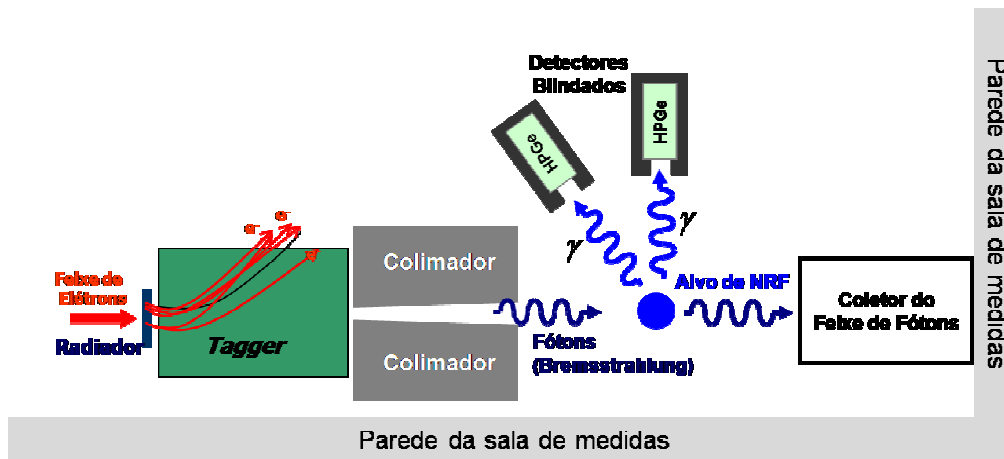 Detectores
Blindados
HPGe
HPGe
γ
γ
e⁻
e⁻
e⁻
Feixe de
Elétrons
Radiador
Tagger
Colimador
Colimador
Fótons
(Bremsstrahlung)
Alvo de NRF
Coletor do
Feixe de Fótons
Parede da sala de medidas
Parede da sala de medidas